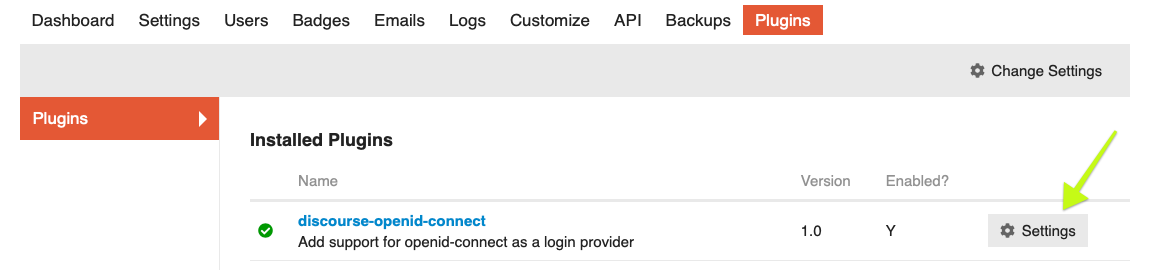 Dashboard Settings Users Badges Emails Logs Customize API Backups Plugins
Change Settings
Plugins
Installed Plugins
Name Version Enabled?
discourse-openid-connect
Add support for openid-connect as a login provider
1.0 Y Settings